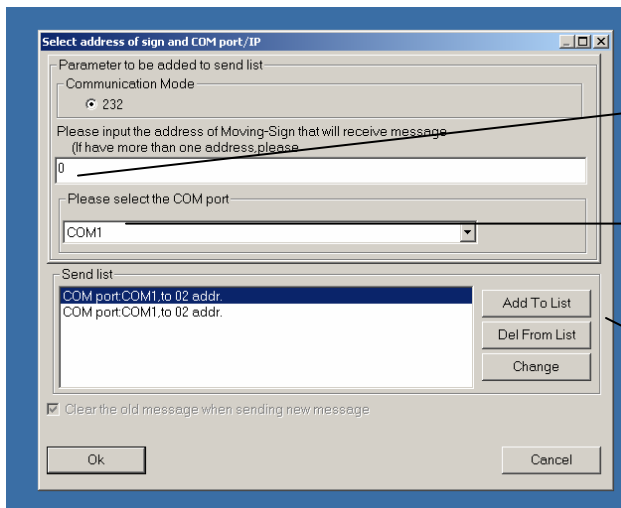 Select address of sign and COM port/IP
Parameter to be added to send list
Communication Mode
232
Please input the address of Moving-Sign that will receive message
(If have more than one address,please
0
Please select the COM port
COM1
Send list
COM port:COM1,to 02 addr.
COM port:COM1,to 02 addr.
Add To List
Del From List
Change
Clear the old message when sending new message
Ok
Cancel